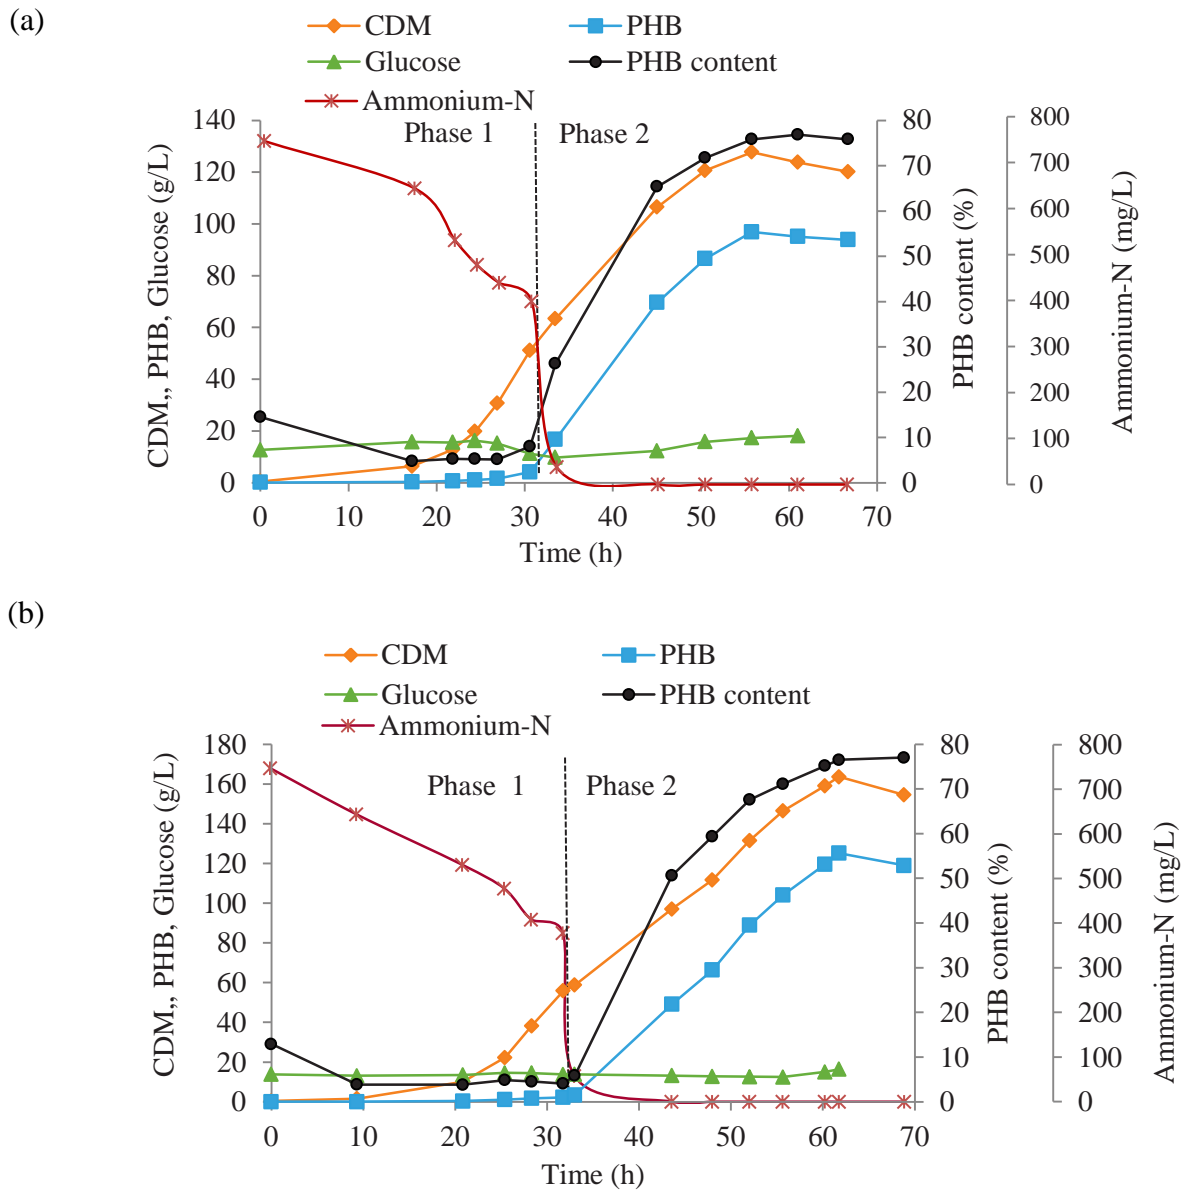 (a)
CDM PHB
Glucose PHB content
Ammonium-N
Phase 1 Phase 2
CDM,, PHB, Glucose (g/L)
140
120
100
80
60
40
20
0
0 10 20 30 40 50 60 70
Time (h)
80
70
60
50
40
30
20
10
0
PHB content (%)
800
700
600
500
400
300
200
100
0
Ammonium-N (mg/L)
(b)
CDM PHB
Glucose PHB content
Ammonium-N
Phase 1 Phase 2
CDM,, PHB, Glucose (g/L)
180
160
140
120
100
80
60
40
20
0
0 10 20 30 40 50 60 70
Time (h)
80
70
60
50
40
30
20
10
0
PHB content (%)
800
700
600
500
400
300
200
100
0
Ammonium-N (mg/L)